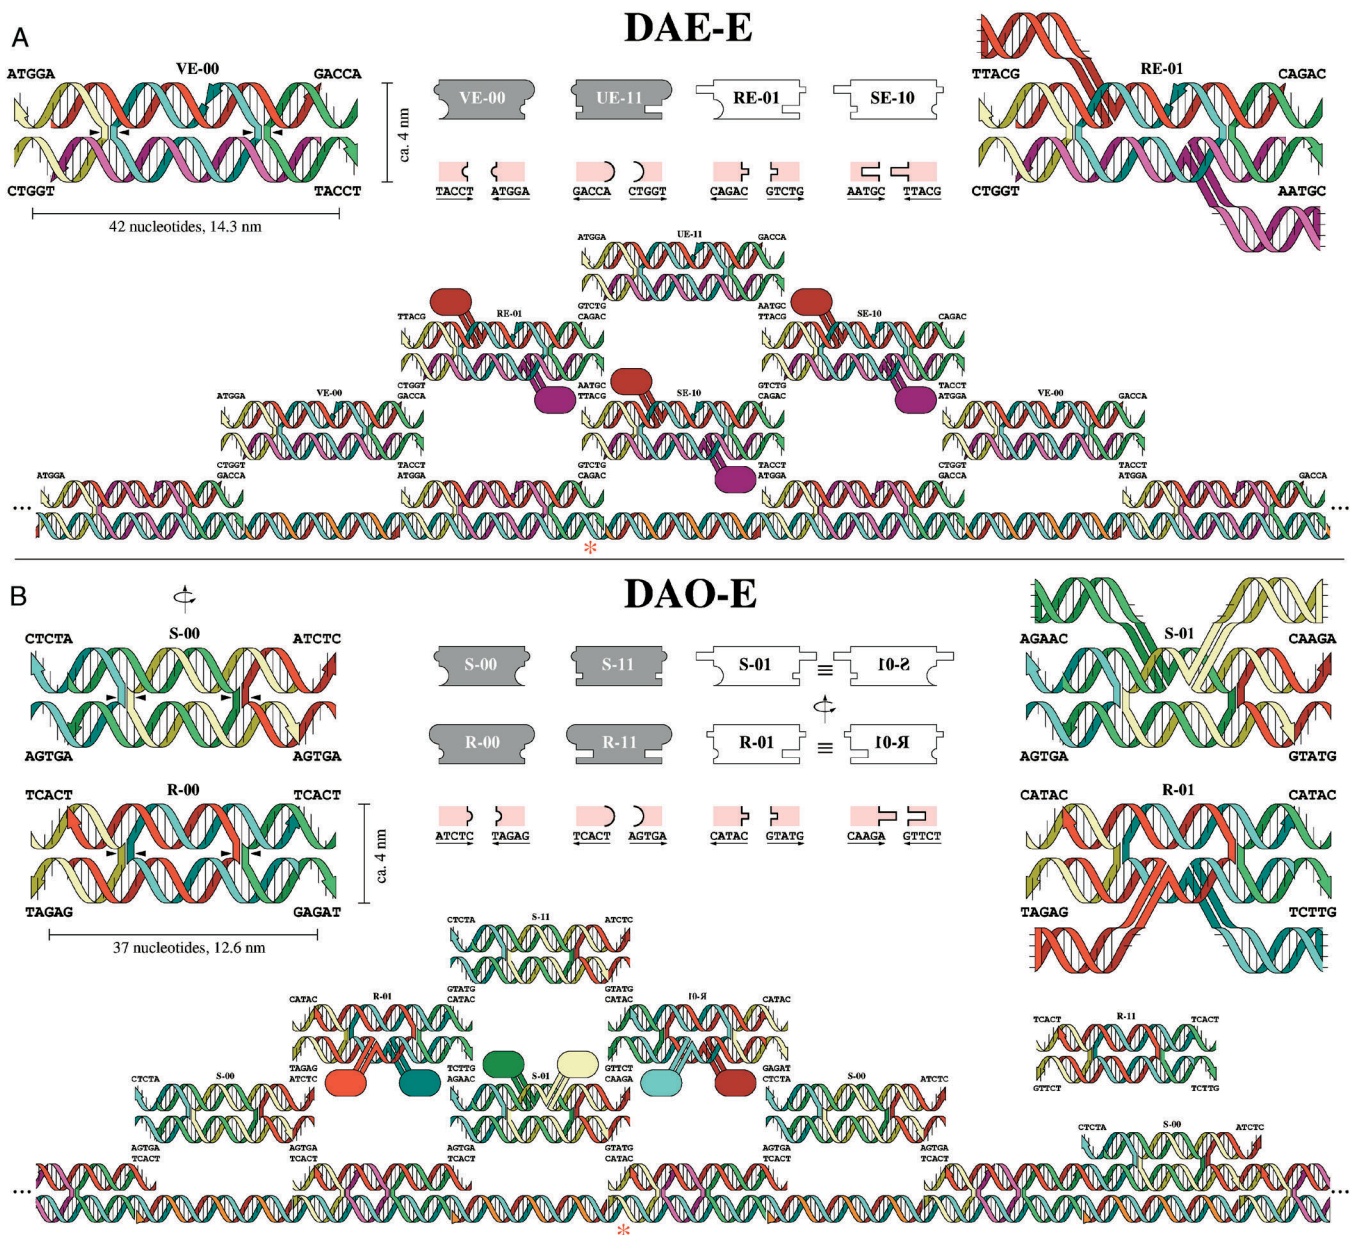 A
DAE-E
ATGGA VE-00 GACCA
CTGGT TACCT
ca. 4 nm
42 nucleotides, 14.3 nm
VE-00 UE-11 RE-01 SE-10
TACCT ATGGA GACCA CTGGT CAGAC GTCTG AATGC TTACG
TTACG RE-01 CAGAC
CTGGT AATGC
ATGGA UE-11 GACCA
GTCTG AATGC
TTACG RE-01 CAGAC TTACG SE-10 CAGAC
CTGGT AATGC GTCTG TACCT
ATGGA VE-00 GACCA TTACG SE-10 CAGAC ATGGA VE-00 GACCA
CTGGT TACCT GTCTG TACCT CTGGT TACCT
ATGGA GACCA ATGGA CAGAC ATGGA GACCA ATGGA GACCA
... ...
*
B
DAO-E
CTCTA S-00 ATCTC
AGTGA AGTGA
TCACT R-00 TCACT
TAGAG GAGAT
ca. 4 nm
37 nucleotides, 12.6 nm
S-00 S-11 S-01 ≡ S-01
R-00 R-11 R-01 ≡ R-01
ATCTC TAGAG TCACT AGTGA CATAC GTATG CAAGA GTTCT
AGAAC S-01 CAAGA
AGTGA GTATG
CATAC R-01 CATAC
TAGAG TCTTG
CTCTA S-11 ATCTC
GTATG GTATG
CATAC R-01 CATAC CATAC R-01 CATAC
TAGAG TCTTG GTTCT GAGAT
CTCTA S-00 ATCTC AGAAC S-01 CAAGA CTCTA S-00 ATCTC
AGTGA AGTGA AGTGA GTATG AGTGA AGTGA
TCACT TCACT TCACT CATAC TCACT TCACT
TCACT R-11 TCACT
GTTCT TCTTG
CTCTA S-00 ATCTC
... ...
*